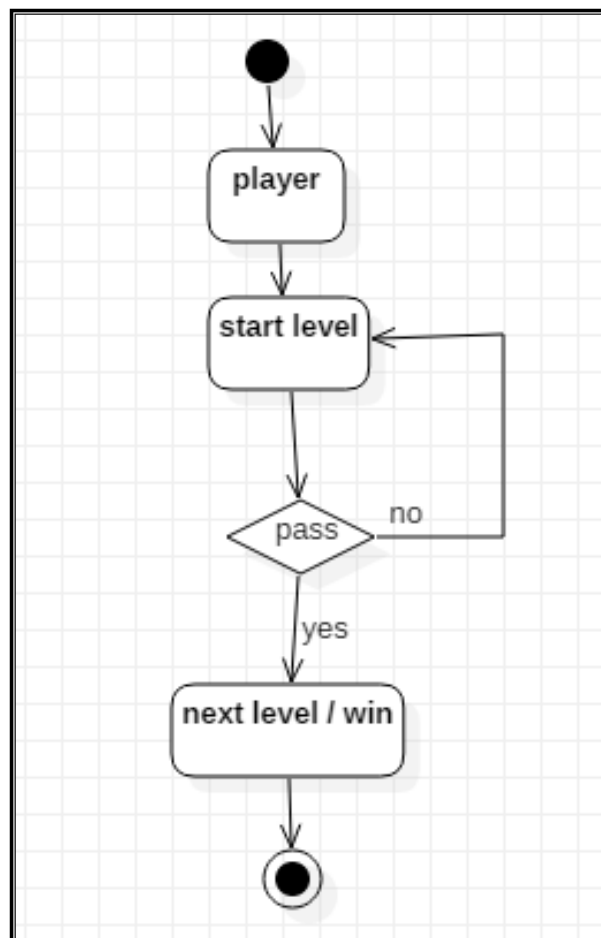 player
start level
pass
no
yes
next level / win